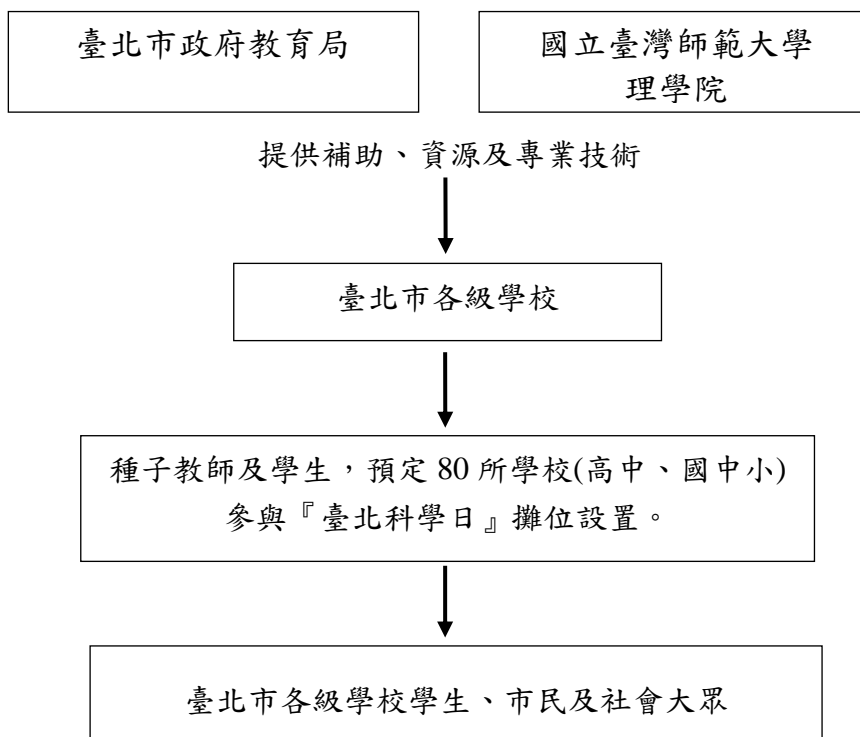 臺北市政府教育局
國立臺灣師範大學
理學院
提供補助、資源及專業技術
臺北市各級學校
種子教師及學生，預定 80 所學校(高中、國中小)
參與『臺北科學日』攤位設置。
臺北市各級學校學生、市民及社會大眾